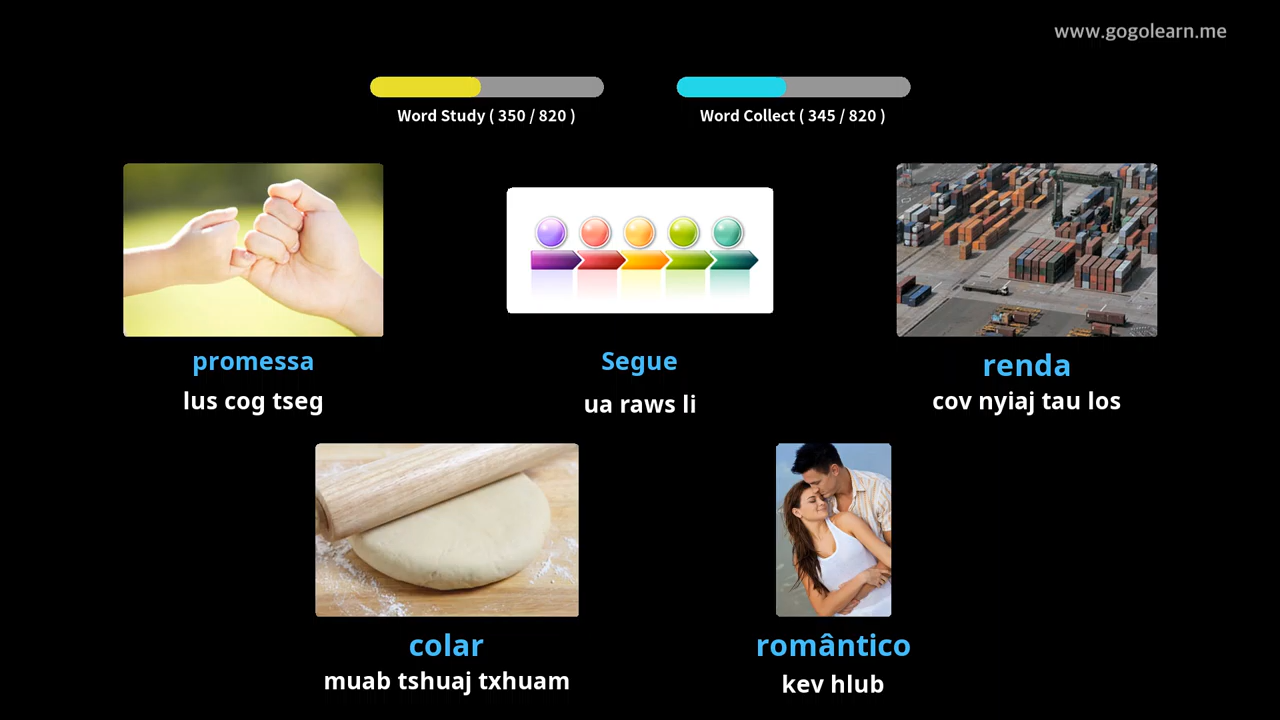 www.gogolearn.me
Word Study ( 350 / 820 )
Word Collect ( 345 / 820 )
promessa
lus cog tseg
Segue
ua raws li
renda
cov nyiaj tau los
colar
muab tshuaj txhuam
romântico
kev hlub